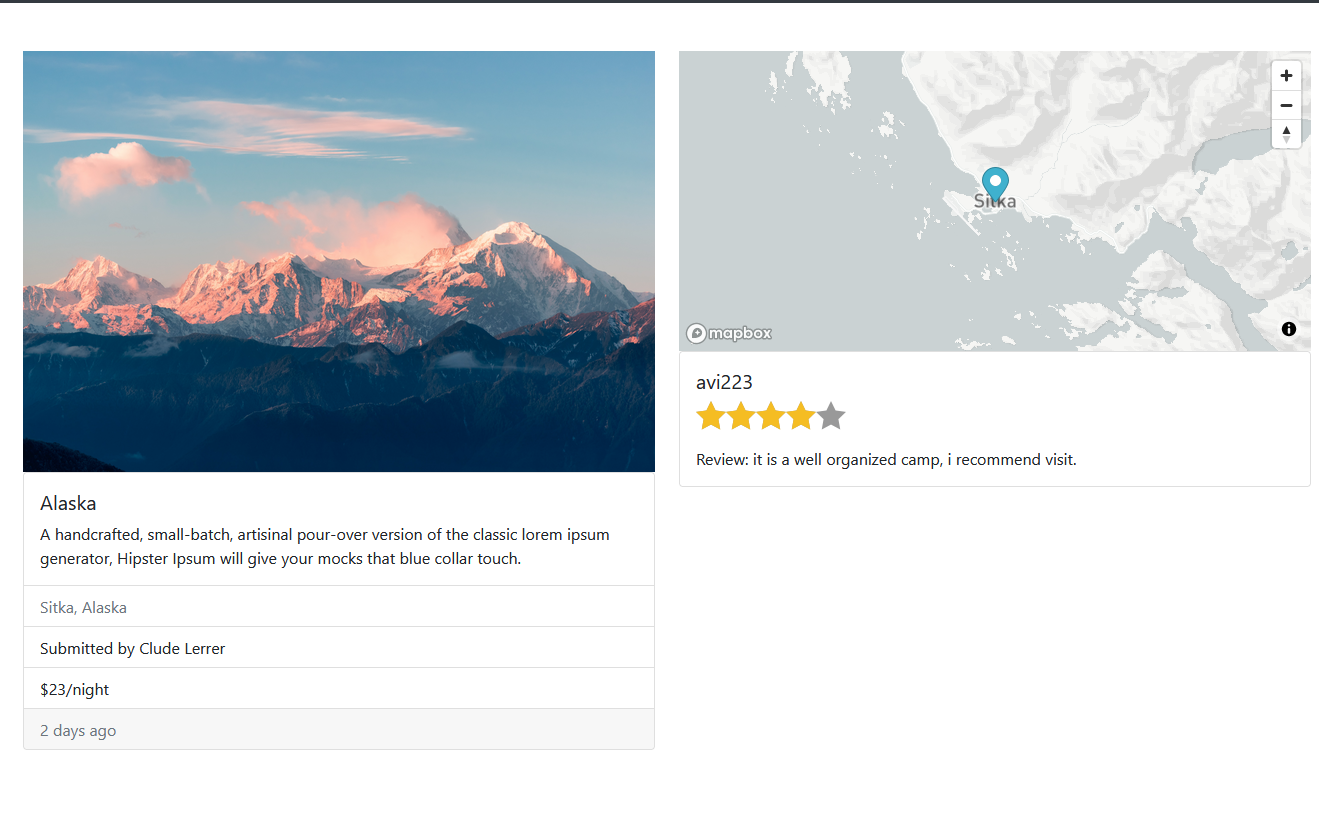 Alaska
A handcrafted, small-batch, artisinal pour-over version of the classic lorem ipsum
generator, Hipster Ipsum will give your mocks that blue collar touch.
Sitka, Alaska
Submitted by Clude Lerrer
$23/night
2 days ago
Sitka
mapbox
avi223
Review: it is a well organized camp, i recommend visit.